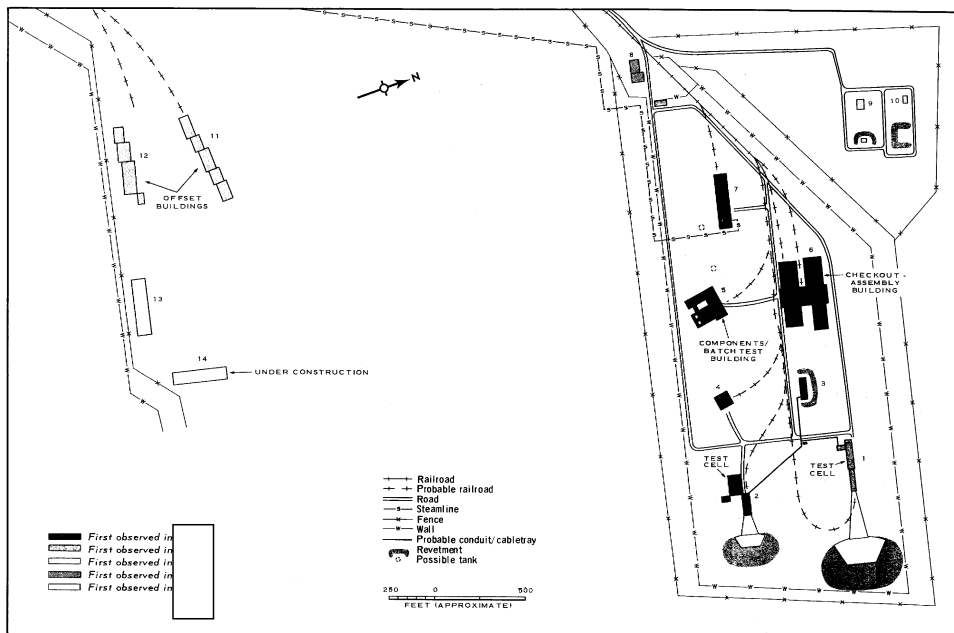 N
8
9
10
11
12
OFFSET
BUILDINGS
7
6
CHECKOUT -
ASSEMBLY
BUILDING
13
5
COMPONENTS/
BATCH TEST
BUILDING
14
UNDER CONSTRUCTION
4
3
TEST
CELL
2
TEST
CELL
1
Railroad
Probable railroad
Road
S Steamline
x Fence
w Wall
Probable conduit/cabletray
Revetment
Possible tank
First observed in
First observed in
First observed in
First observed in
First observed in
250 0 500
FEET (APPROXIMATE)